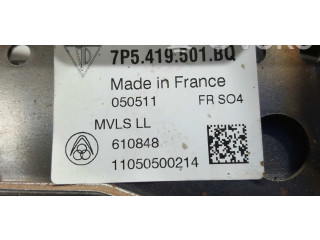 7P5.419.501.BQ
Made in France
050511 FR SO4
MVLS LL
610848
11050500214